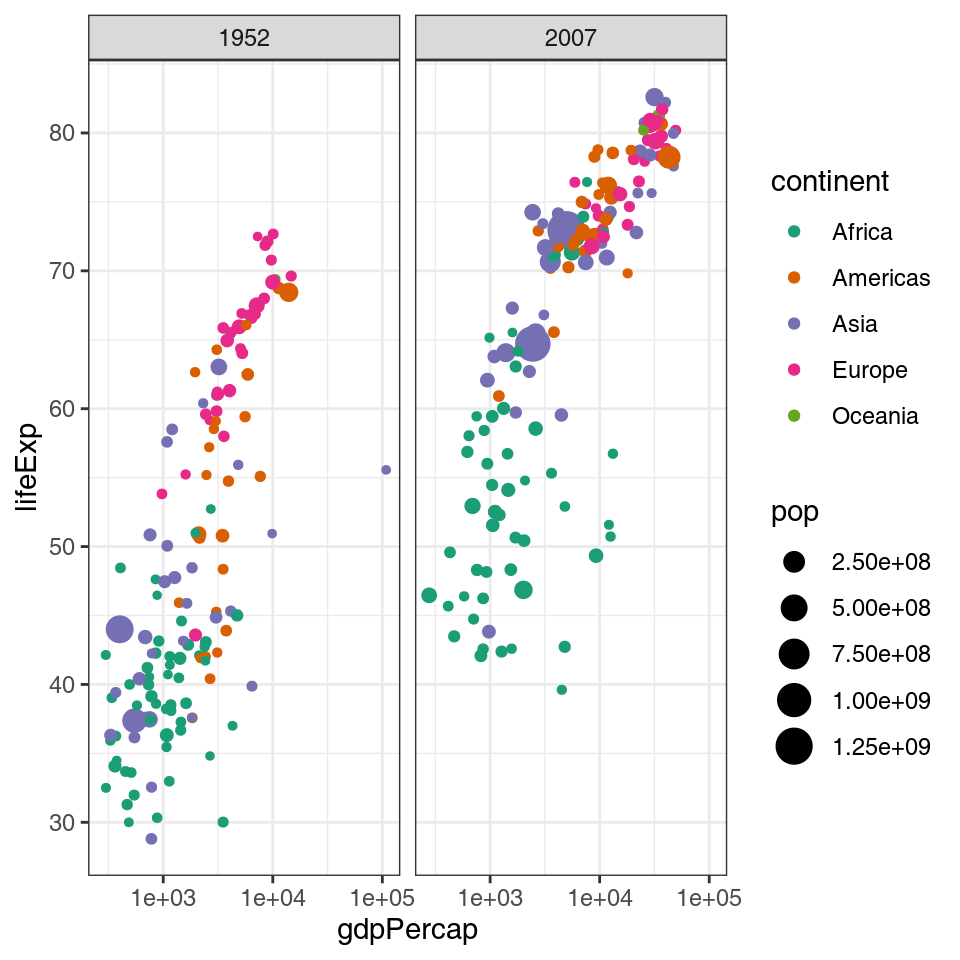 1952
2007
80
70
60
50
40
30
lifeExp
1e+03
1e+04
1e+05
1e+03
1e+04
1e+05
gdpPercap
continent
Africa
Americas
Asia
Europe
Oceania
pop
2.50e+08
5.00e+08
7.50e+08
1.00e+09
1.25e+09